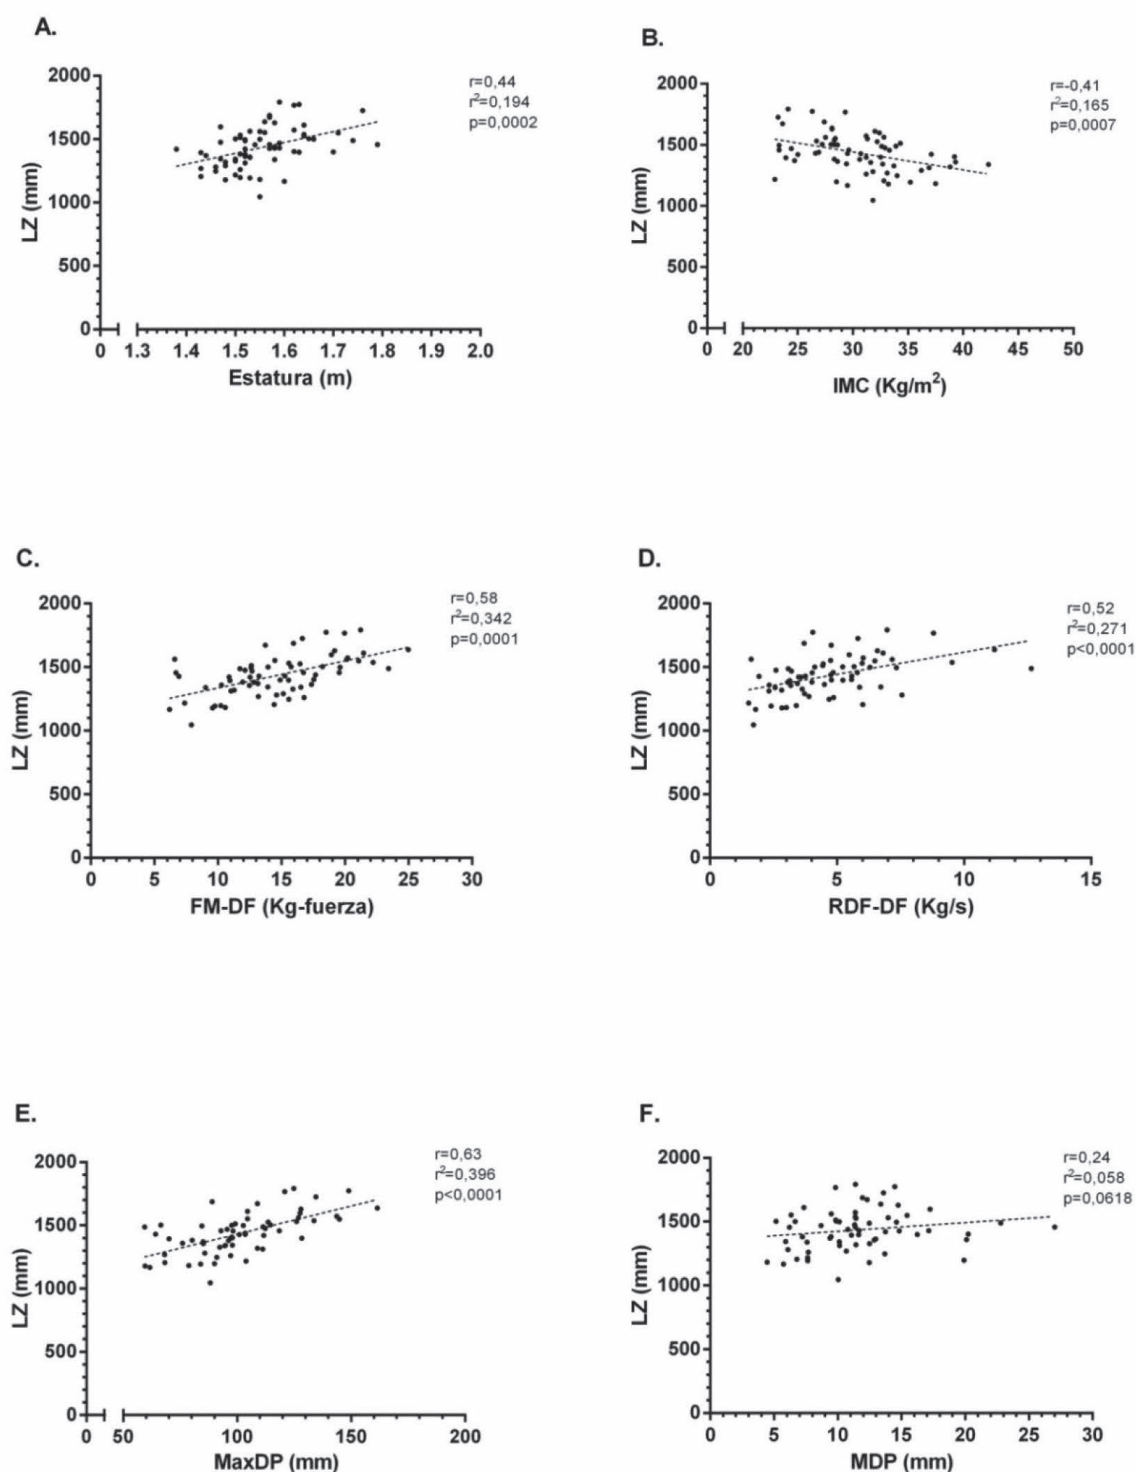 A.
r=0,44
r²=0,194
p=0,0002
2000
1500
1000
500
0
LZ (mm)
0 1.3 1.4 1.5 1.6 1.7 1.8 1.9 2.0
Estatura (m)
B.
r=-0,41
r²=0,165
p=0,0007
2000
1500
1000
500
0
LZ (mm)
0 20 25 30 35 40 45 50
IMC (Kg/m²)
C.
r=0,58
r²=0,342
p=0,0001
2000
1500
1000
500
0
LZ (mm)
0 5 10 15 20 25 30
FM-DF (Kg-fuerza)
D.
r=0,52
r²=0,271
p<0,0001
2000
1500
1000
500
0
LZ (mm)
0 5 10 15
RDF-DF (Kg/s)
E.
r=0,63
r²=0,396
p<0,0001
2000
1500
1000
500
0
LZ (mm)
0 50 100 150 200
MaxDP (mm)
F.
r=0,24
r²=0,058
p=0,0618
2000
1500
1000
500
0
LZ (mm)
0 5 10 15 20 25 30
MDP (mm)